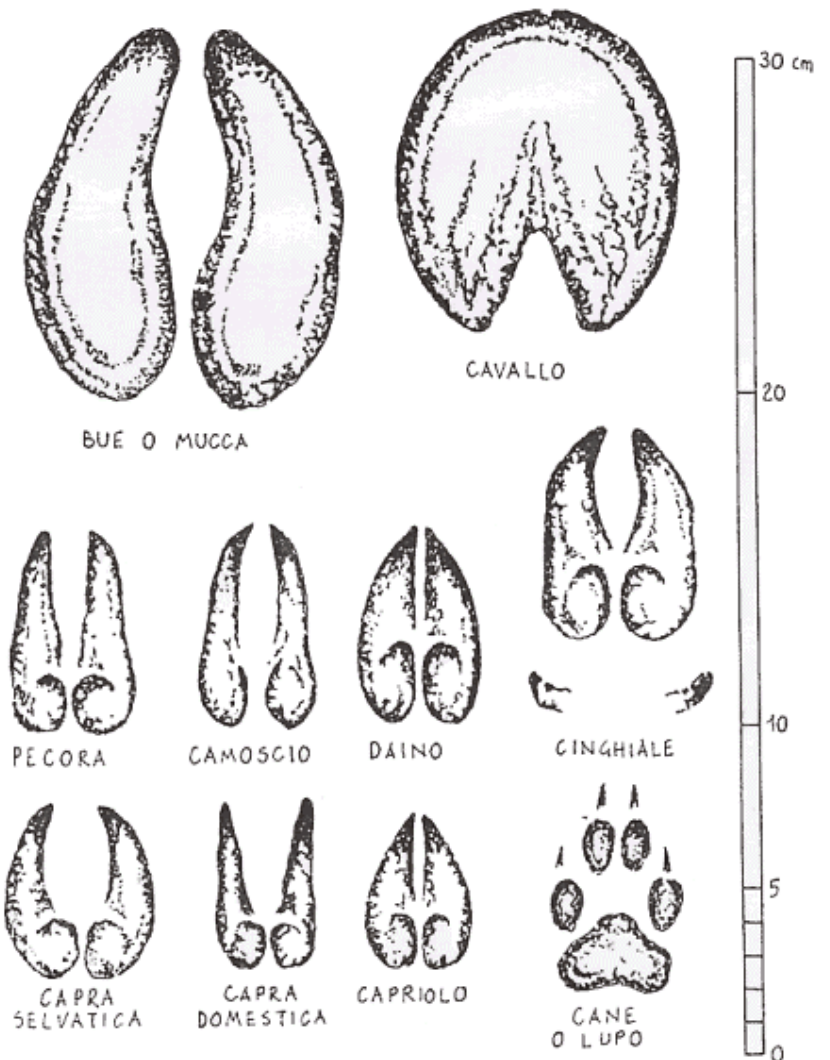 30 cm
CAVALLO
20
BUE O MUCCA
PECORA
CAMOSCIO
DAINO
CINGHIALE
10
5
CAPRA
SELVATICA
CAPRA
DOMESTICA
CAPRIOLO
CANE
O LUPO
0